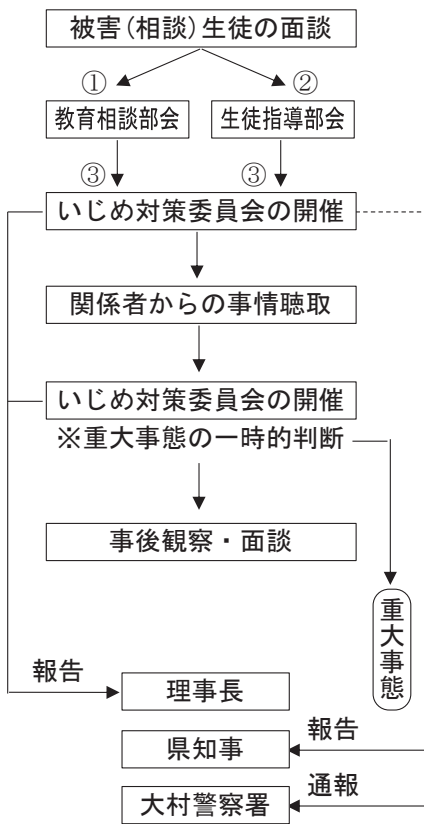 被害(相談)生徒の面談
① ②
教育相談部会 生徒指導部会
③ ③
いじめ対策委員会の開催
関係者からの事情聴取
いじめ対策委員会の開催
※重大事態の一時的判断
事後観察・面談
重大事態
報告
理事長
県知事
報告
大村警察署
通報